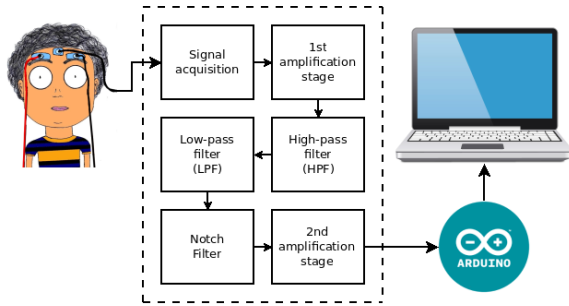 Signal
acquisition
1st
amplification
stage
Low-pass
filter
(LPF)
High-pass
filter
(HPF)
Notch
Filter
2nd
amplification
stage
ARDUINO